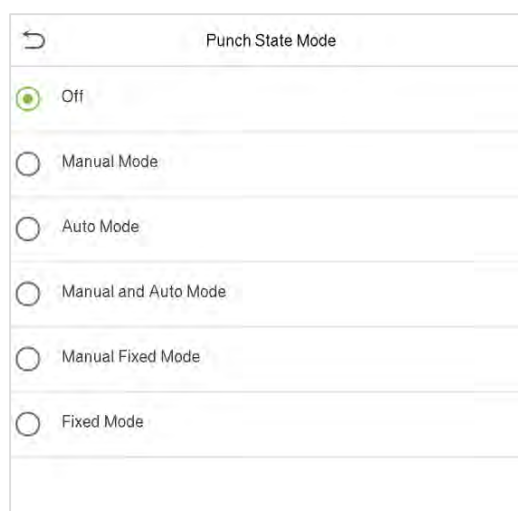 Punch State Mode
Off
Manual Mode
Auto Mode
Manual and Auto Mode
Manual Fixed Mode
Fixed Mode